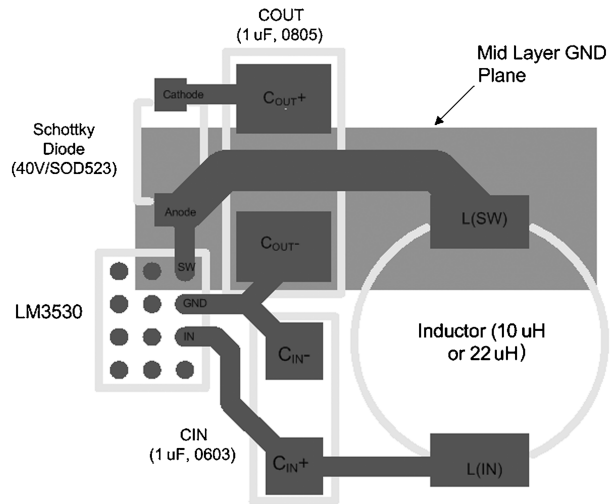 COUT
(1 uF, 0805)
Mid Layer GND
Plane
Cathode
COUT+
Schottky
Diode
(40V/SOD523)
Anode
L(SW)
COUT-
SW
LM3530
GND
IN
Inductor (10 uH
or 22 uH)
CIN-
CIN
(1 uF, 0603)
CIN+
L(IN)